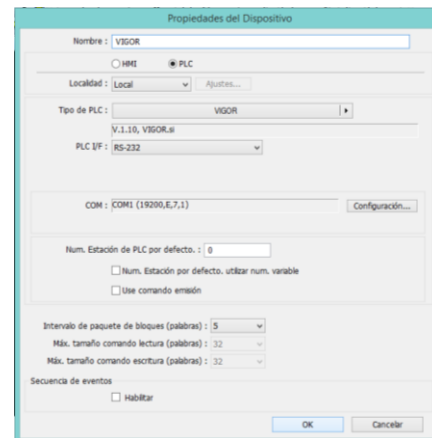 Propiedades del Dispositivo
Nombre : VIGOR
HMI PLC
Localidad : Local Ajustes...
Tipo de PLC : VIGOR
V.1.10, VIGOR.si
PLC I/F : RS-232
COM : COM1 (19200,E,7,1) Configuración...
Num. Estación de PLC por defecto. : 0
Num. Estación por defecto. utilizar num. variable
Use comando emisión
Intervalo de paquete de bloques (palabras) : 5
Máx. tamaño comando lectura (palabras) : 32
Máx. tamaño comando escritura (palabras) : 32
Secuencia de eventos
Habilitar
OK Cancelar